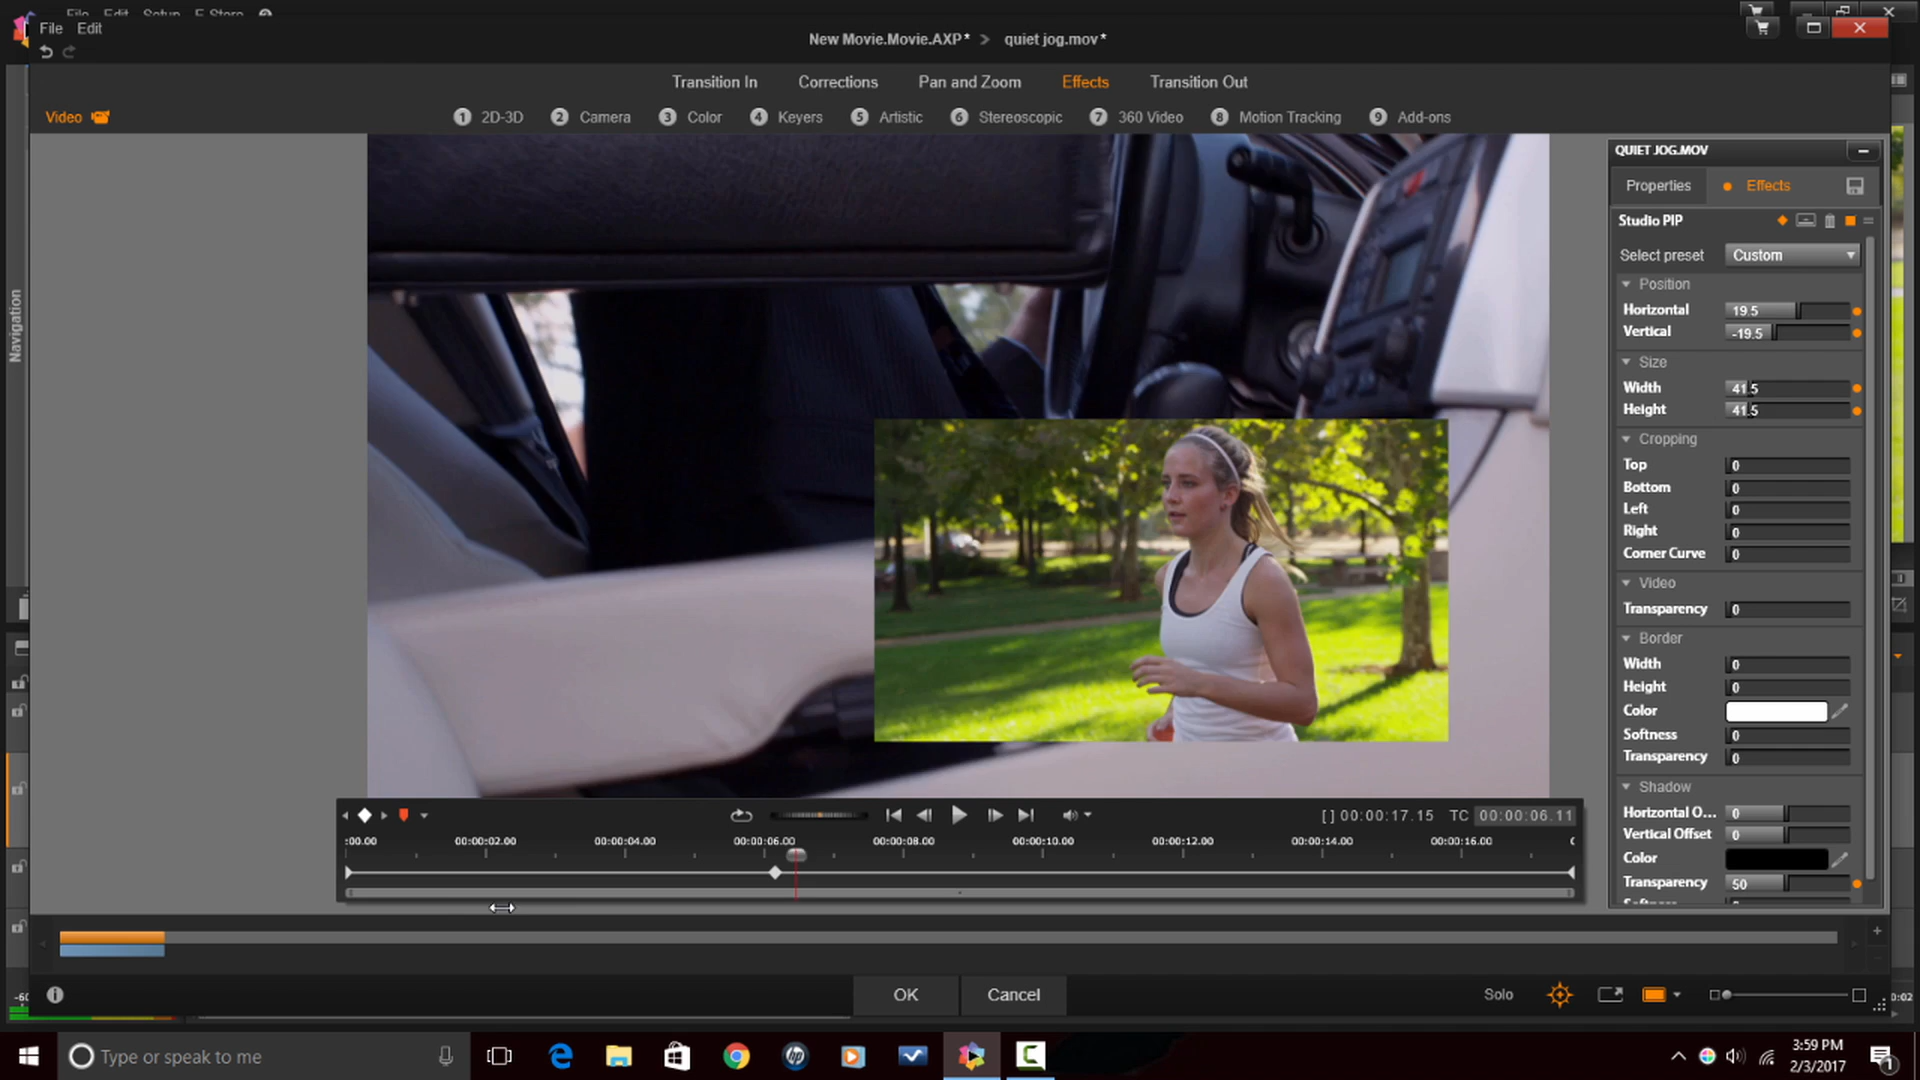 File Edit Setup E-Store
File Edit
New Movie.Movie.AXP* > quiet jog.mov*
Transition In Corrections Pan and Zoom Effects Transition Out
Video
1 2D-3D 2 Camera 3 Color 4 Keyers 5 Artistic 6 Stereoscopic 7 360 Video 8 Motion Tracking 9 Add-ons
Navigation
QUIET JOG.MOV
Properties Effects
Studio PIP
Select preset Custom
Position
Horizontal 19.5
Vertical -19.5
Size
Width 41.5
Height 41.5
Cropping
Top 0
Bottom 0
Left 0
Right 0
Corner Curve 0
Video
Transparency 0
Border
Width 0
Height 0
Color
Softness 0
Transparency 0
Shadow
Horizontal O... 0
Vertical Offset 0
Color
Transparency 50
[] 00:00:17.15 TC 00:00:06.11
:00.00 00:00:02.00 00:00:04.00 00:00:06.00 00:00:08.00 00:00:10.00 00:00:12.00 00:00:14.00 00:00:16.00
OK Cancel
Solo
-60
0:02
Type or speak to me
3:59 PM
2/3/2017
1